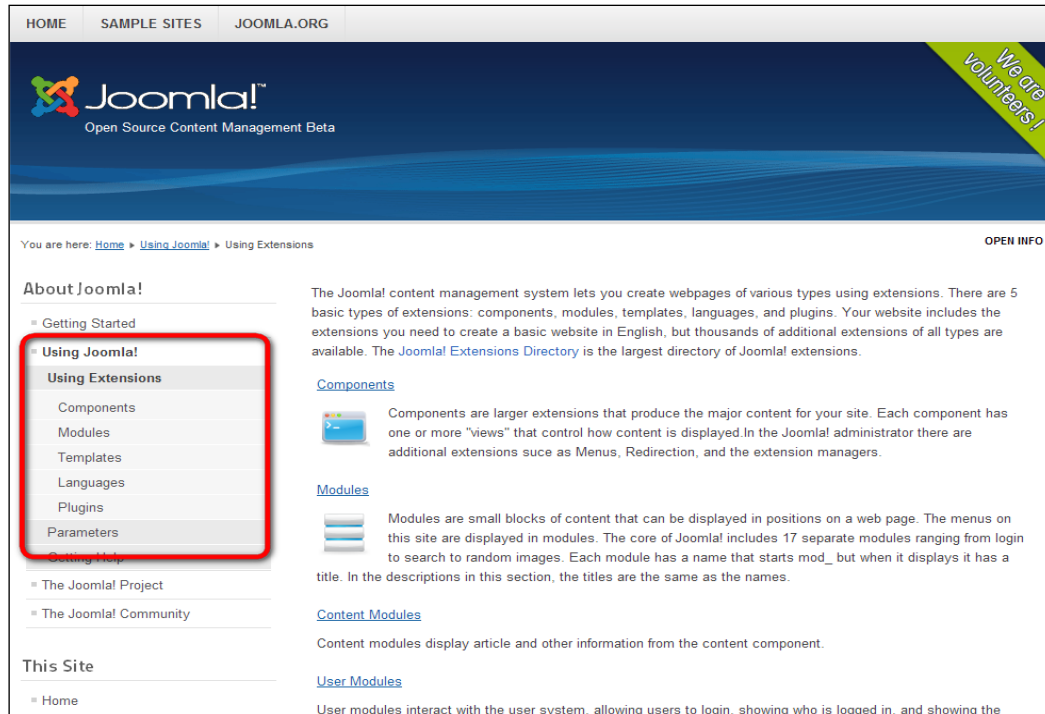 HOME SAMPLE SITES JOOMLA.ORG
We are
volunteers!
Joomla!™
Open Source Content Management Beta
You are here: Home ▸ Using Joomla! ▸ Using Extensions
OPEN INFO
About Joomla!
Getting Started
Using Joomla!
Using Extensions
Components
Modules
Templates
Languages
Plugins
Parameters
Getting Help
The Joomla! Project
The Joomla! Community
This Site
Home
The Joomla! content management system lets you create webpages of various types using extensions. There are 5
basic types of extensions: components, modules, templates, languages, and plugins. Your website includes the
extensions you need to create a basic website in English, but thousands of additional extensions of all types are
available. The Joomla! Extensions Directory is the largest directory of Joomla! extensions.
Components
Components are larger extensions that produce the major content for your site. Each component has
one or more "views" that control how content is displayed.In the Joomla! administrator there are
additional extensions suce as Menus, Redirection, and the extension managers.
Modules
Modules are small blocks of content that can be displayed in positions on a web page. The menus on
this site are displayed in modules. The core of Joomla! includes 17 separate modules ranging from login
to search to random images. Each module has a name that starts mod_ but when it displays it has a
title. In the descriptions in this section, the titles are the same as the names.
Content Modules
Content modules display article and other information from the content component.
User Modules
User modules interact with the user system, allowing users to login, showing who is logged in, and showing the